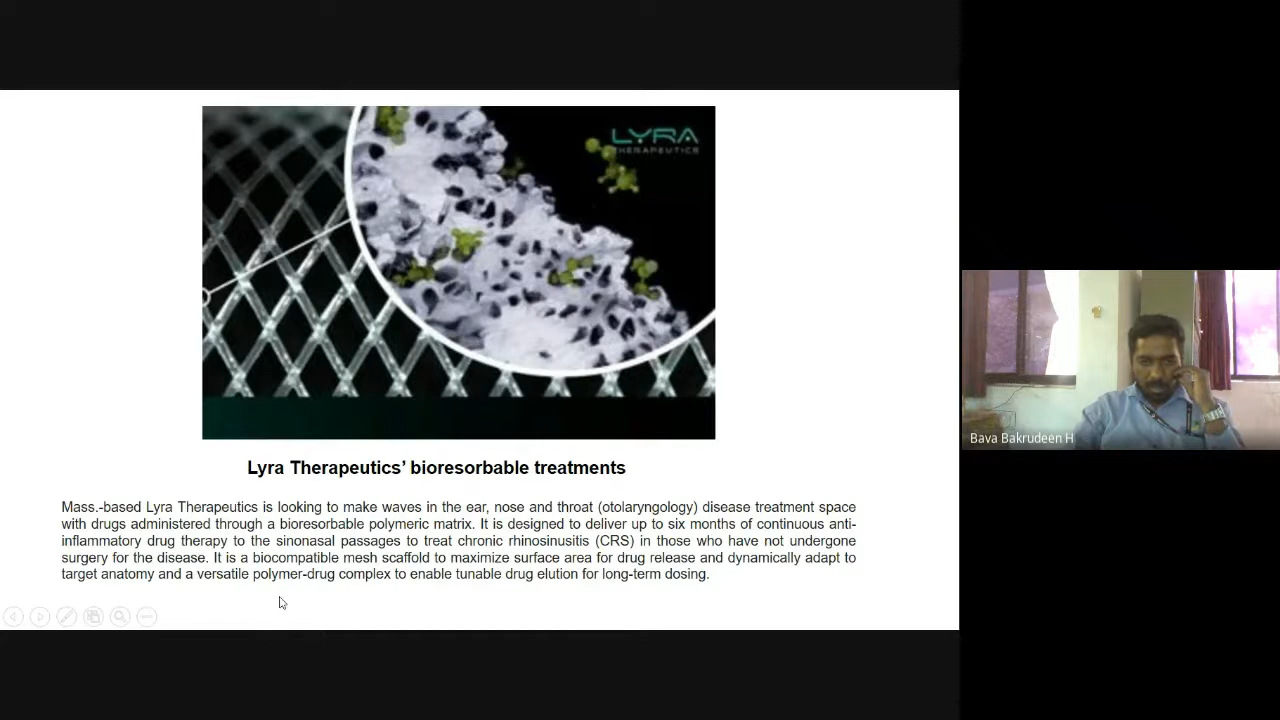 LYRA
THERAPEUTICS
Lyra Therapeutics’ bioresorbable treatments
Mass.-based Lyra Therapeutics is looking to make waves in the ear, nose and throat (otolaryngology) disease treatment space
with drugs administered through a bioresorbable polymeric matrix. It is designed to deliver up to six months of continuous anti-
inflammatory drug therapy to the sinonasal passages to treat chronic rhinosinusitis (CRS) in those who have not undergone
surgery for the disease. It is a biocompatible mesh scaffold to maximize surface area for drug release and dynamically adapt to
target anatomy and a versatile polymer-drug complex to enable tunable drug elution for long-term dosing.
Bava Bakrudeen H